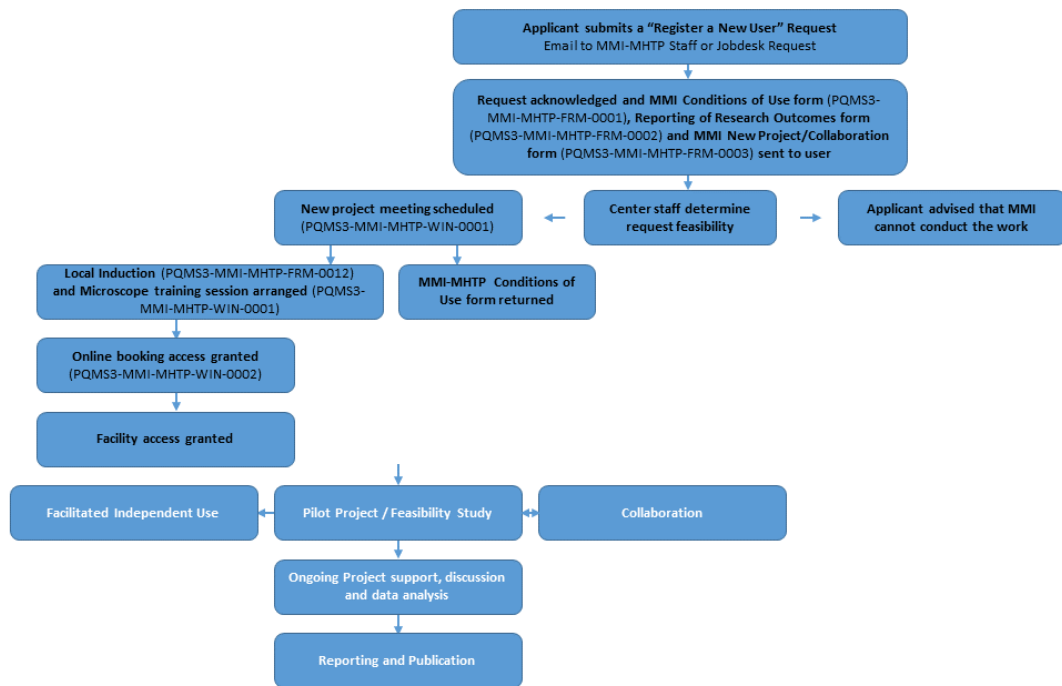 Applicant submits a “Register a New User” Request
Email to MMI-MHTP Staff or Jobdesk Request
Request acknowledged and MMI Conditions of Use form (PQMS3-
MMI-MHTP-FRM-0001), Reporting of Research Outcomes form
(PQMS3-MMI-MHTP-FRM-0002) and MMI New Project/Collaboration
form (PQMS3-MMI-MHTP-FRM-0003) sent to user
New project meeting scheduled
(PQMS3-MMI-MHTP-WIN-0001)
Center staff determine
request feasibility
Applicant advised that MMI
cannot conduct the work
Local Induction (PQMS3-MMI-MHTP-FRM-0012)
and Microscope training session arranged (PQMS3-
MMI-MHTP-WIN-0001)
MMI-MHTP Conditions of
Use form returned
Online booking access granted
(PQMS3-MMI-MHTP-WIN-0002)
Facility access granted
Facilitated Independent Use
Pilot Project / Feasibility Study
Collaboration
Ongoing Project support, discussion
and data analysis
Reporting and Publication